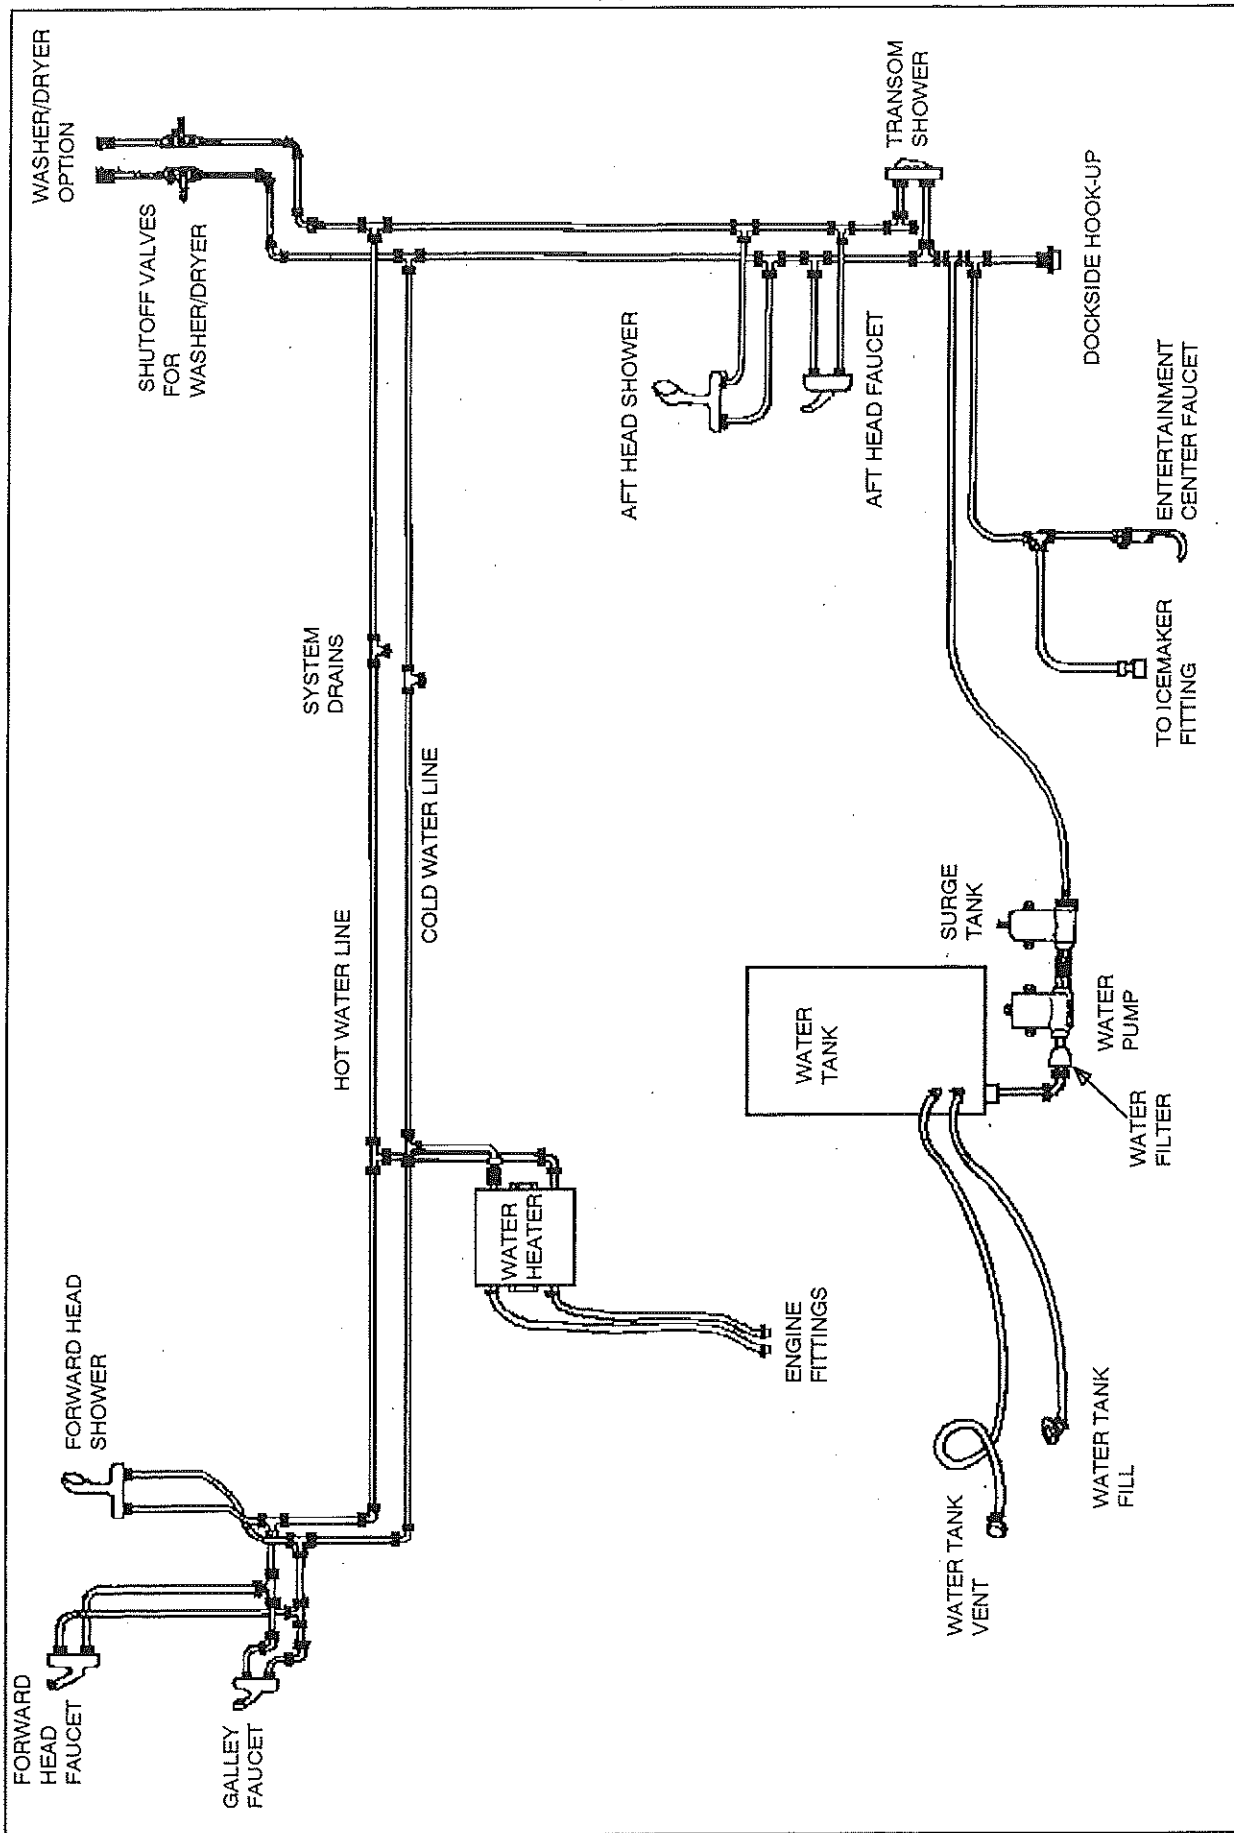 FORWARD
HEAD
FAUCET
GALLEY
FAUCET
FORWARD HEAD
SHOWER
HOT WATER LINE
COLD WATER LINE
SYSTEM
DRAINS
SHUTOFF VALVES
FOR
WASHER/DRYER
WASHER/DRYER
OPTION
WATER
HEATER
ENGINE
FITTINGS
AFT HEAD SHOWER
AFT HEAD FAUCET
TRANSOM
SHOWER
WATER TANK
VENT
WATER TANK
FILL
WATER
TANK
WATER
FILTER
WATER
PUMP
SURGE
TANK
TO ICEMAKER
FITTING
ENTERTAINMENT
CENTER FAUCET
DOCKSIDE HOOK-UP